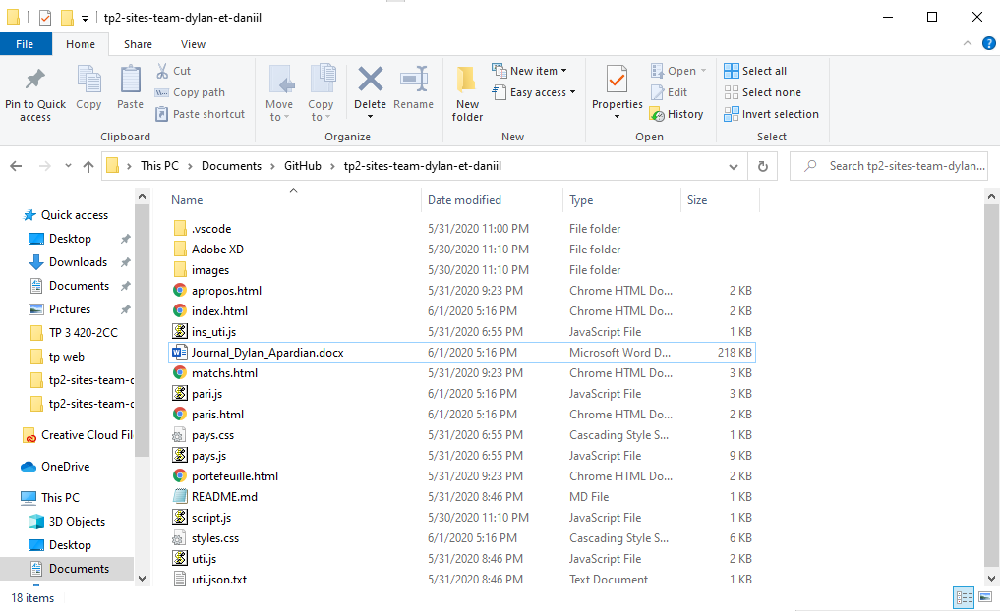 tp2-sites-team-dylan-et-daniil
File Home Share View
Pin to Quick access
Copy
Paste
Cut
Copy path
Paste shortcut
Clipboard
Move to
Copy to
Delete
Rename
Organize
New folder
New item
Easy access
New
Properties
Open
Edit
History
Open
Select all
Select none
Invert selection
Select
This PC > Documents > GitHub > tp2-sites-team-dylan-et-daniil
Search tp2-sites-team-dylan...
Quick access
Desktop
Downloads
Documents
Pictures
TP 3 420-2CC
tp web
tp2-sites-team-d
tp2-sites-team-d
Creative Cloud Fil
OneDrive
This PC
3D Objects
Desktop
Documents
Name Date modified Type Size
.vscode 5/31/2020 11:00 PM File folder
Adobe XD 5/30/2020 11:10 PM File folder
images 5/30/2020 11:10 PM File folder
apropos.html 5/31/2020 9:23 PM Chrome HTML Do... 2 KB
index.html 6/1/2020 5:16 PM Chrome HTML Do... 2 KB
ins_uti.js 5/31/2020 6:55 PM JavaScript File 1 KB
Journal_Dylan_Apardian.docx 6/1/2020 5:16 PM Microsoft Word D... 218 KB
matchs.html 5/31/2020 9:23 PM Chrome HTML Do... 3 KB
pari.js 6/1/2020 5:16 PM JavaScript File 3 KB
paris.html 6/1/2020 5:16 PM Chrome HTML Do... 2 KB
pays.css 5/31/2020 6:55 PM Cascading Style S... 1 KB
pays.js 5/31/2020 6:55 PM JavaScript File 9 KB
portefeuille.html 5/31/2020 9:23 PM Chrome HTML Do... 2 KB
README.md 5/31/2020 8:46 PM MD File 1 KB
script.js 5/30/2020 11:10 PM JavaScript File 1 KB
styles.css 6/1/2020 5:16 PM Cascading Style S... 6 KB
uti.js 5/31/2020 8:46 PM JavaScript File 2 KB
uti.json.txt 5/31/2020 8:46 PM Text Document 1 KB
18 items